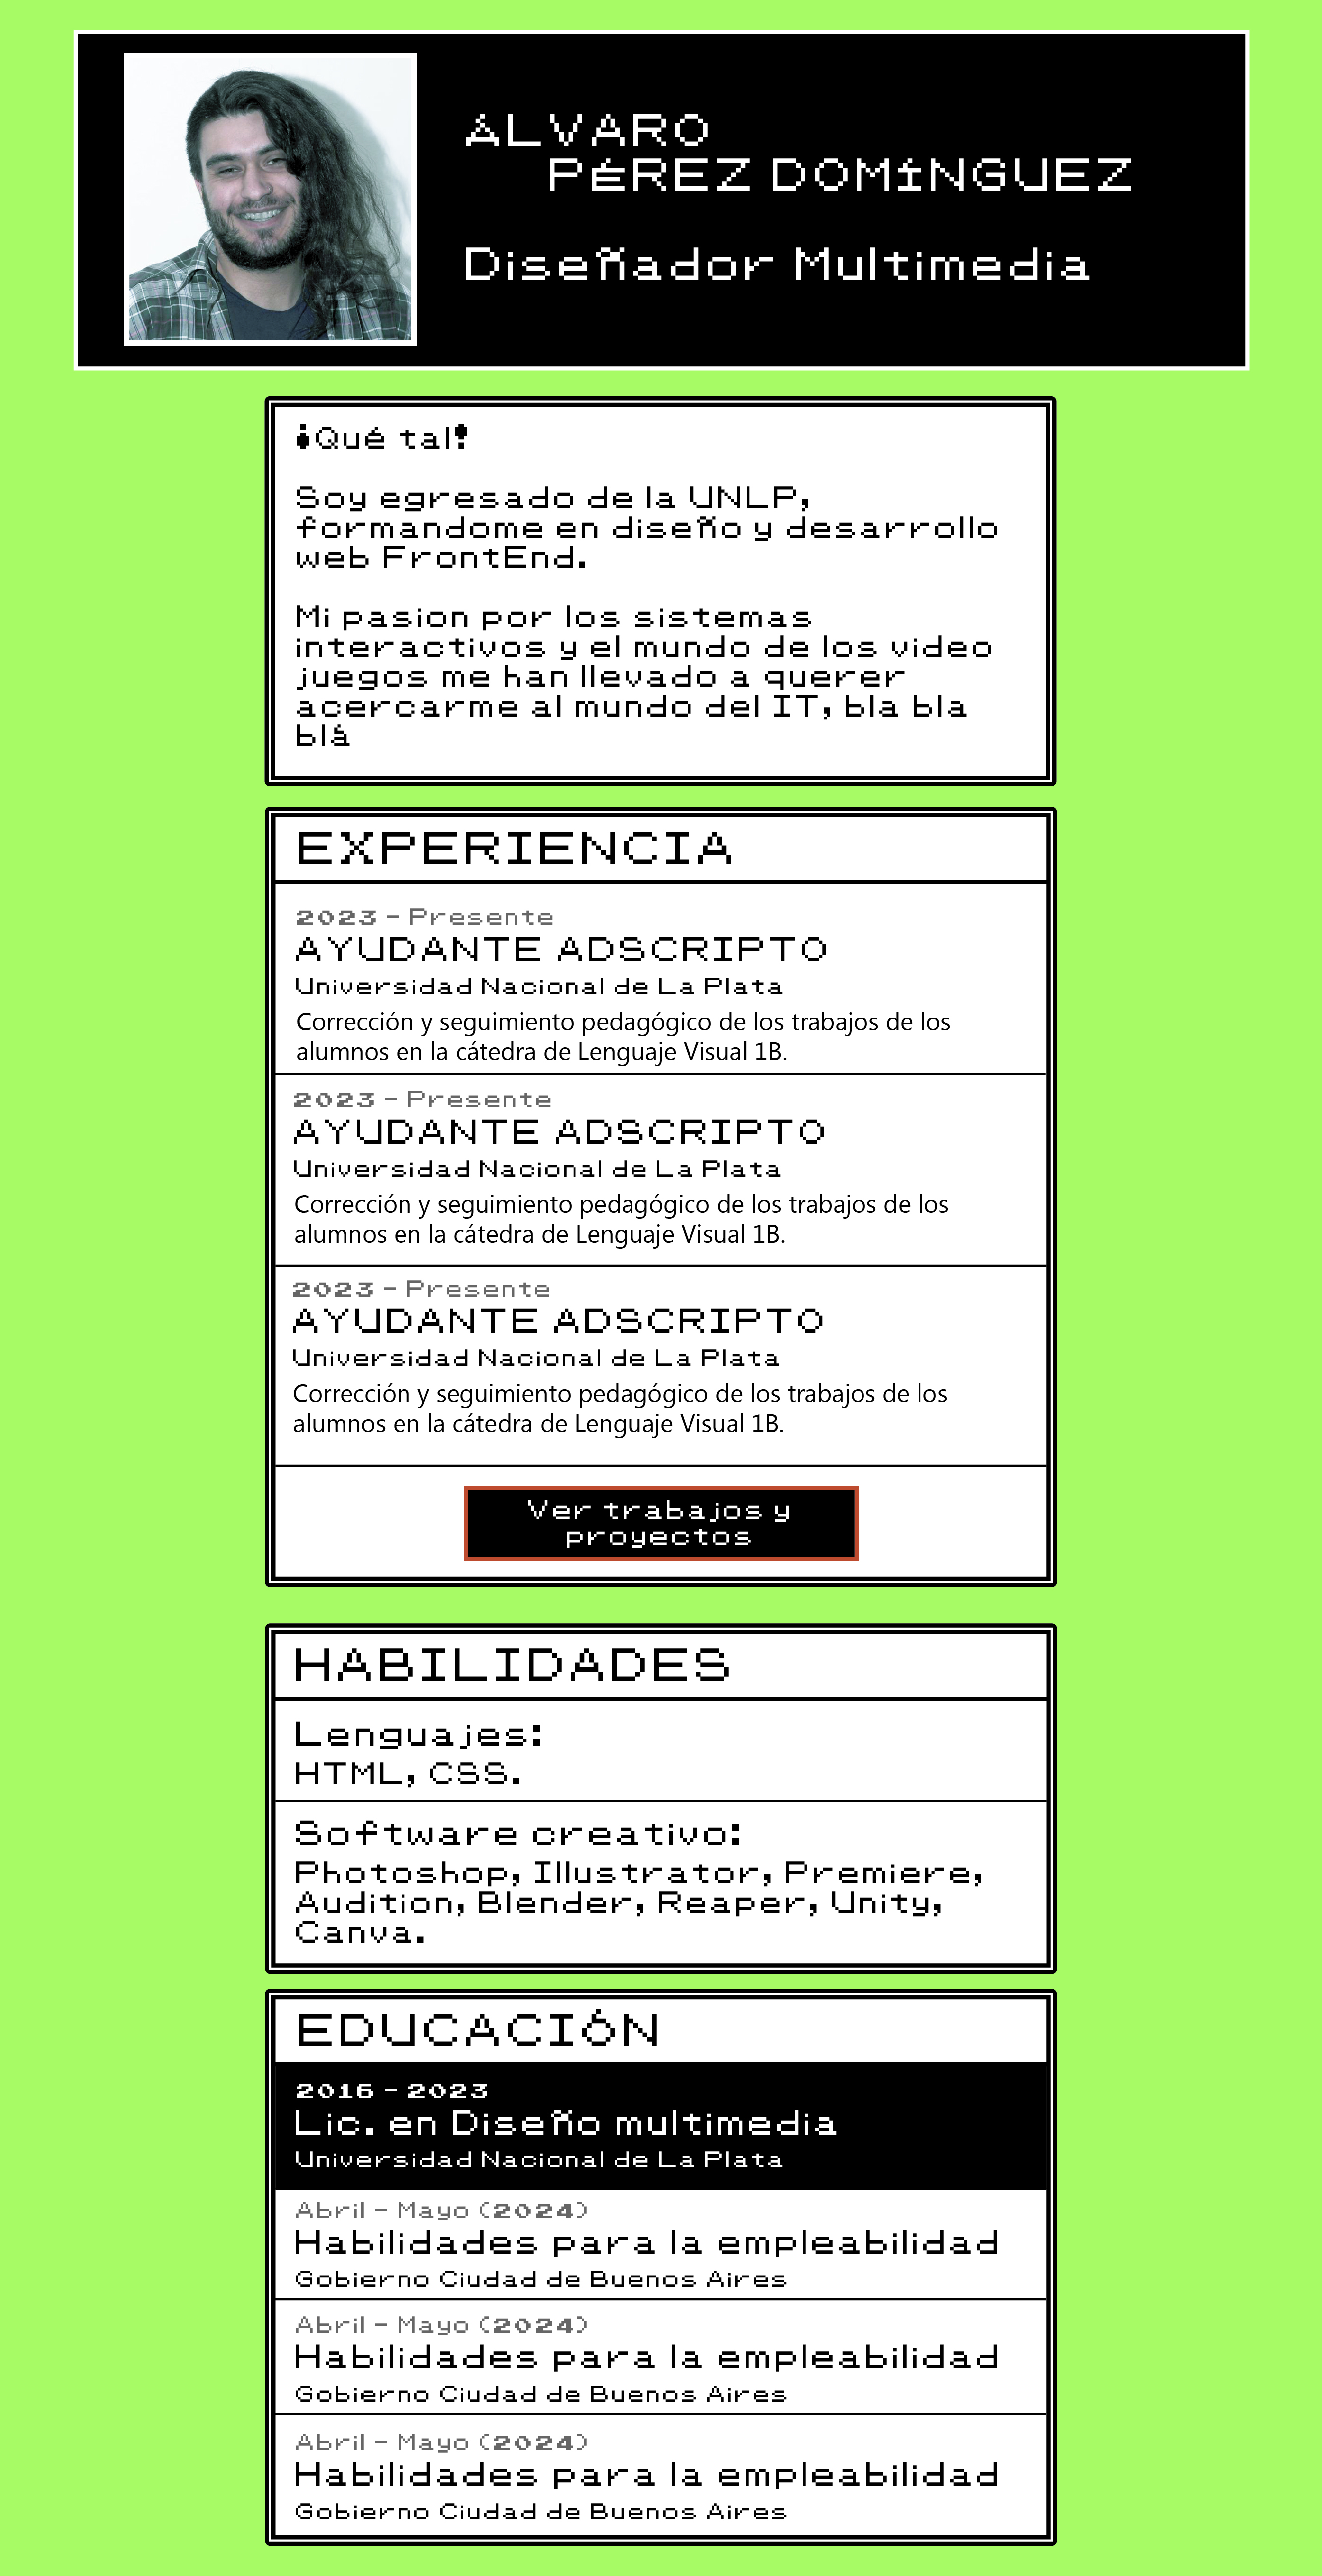 ÁLVARO
PÉREZ DOMÍNGUEZ
Diseñador Multimedia
¡Qué tal!
Soy egresado de la UNLP,
formandome en diseño y desarrollo
web FrontEnd.
Mi pasion por los sistemas
interactivos y el mundo de los video
juegos me han llevado a querer
acercarme al mundo del IT, bla bla
blá
EXPERIENCIA
2023 - Presente
AYUDANTE ADSCRIPTO
Universidad Nacional de La Plata
Corrección y seguimiento pedagógico de los trabajos de los
alumnos en la cátedra de Lenguaje Visual 1B.
2023 - Presente
AYUDANTE ADSCRIPTO
Universidad Nacional de La Plata
Corrección y seguimiento pedagógico de los trabajos de los
alumnos en la cátedra de Lenguaje Visual 1B.
2023 - Presente
AYUDANTE ADSCRIPTO
Universidad Nacional de La Plata
Corrección y seguimiento pedagógico de los trabajos de los
alumnos en la cátedra de Lenguaje Visual 1B.
Ver trabajos y
proyectos
HABILIDADES
Lenguajes:
HTML, CSS.
Software creativo:
Photoshop, Illustrator, Premiere,
Audition, Blender, Reaper, Unity,
Canva.
EDUCACIÓN
2016 - 2023
Lic. en Diseño multimedia
Universidad Nacional de La Plata
Abril - Mayo (2024)
Habilidades para la empleabilidad
Gobierno Ciudad de Buenos Aires
Abril - Mayo (2024)
Habilidades para la empleabilidad
Gobierno Ciudad de Buenos Aires
Abril - Mayo (2024)
Habilidades para la empleabilidad
Gobierno Ciudad de Buenos Aires